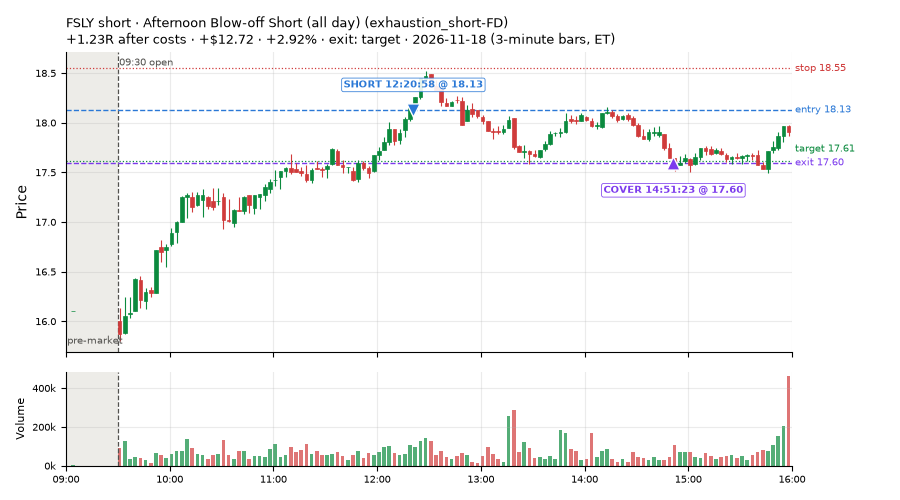 FSLY short · Afternoon Blow-off Short (all day) (exhaustion_short-FD)
+1.23R after costs · +$12.72 · +2.92% · exit: target · 2026-11-18 (3-minute bars, ET)
09:30 open
pre-market
SHORT 12:20:58 @ 18.13
COVER 14:51:23 @ 17.60
stop 18.55
entry 18.13
target 17.61
exit 17.60
Price
18.5
18.0
17.5
17.0
16.5
16.0
Volume
400k
200k
0k
09:00
10:00
11:00
12:00
13:00
14:00
15:00
16:00